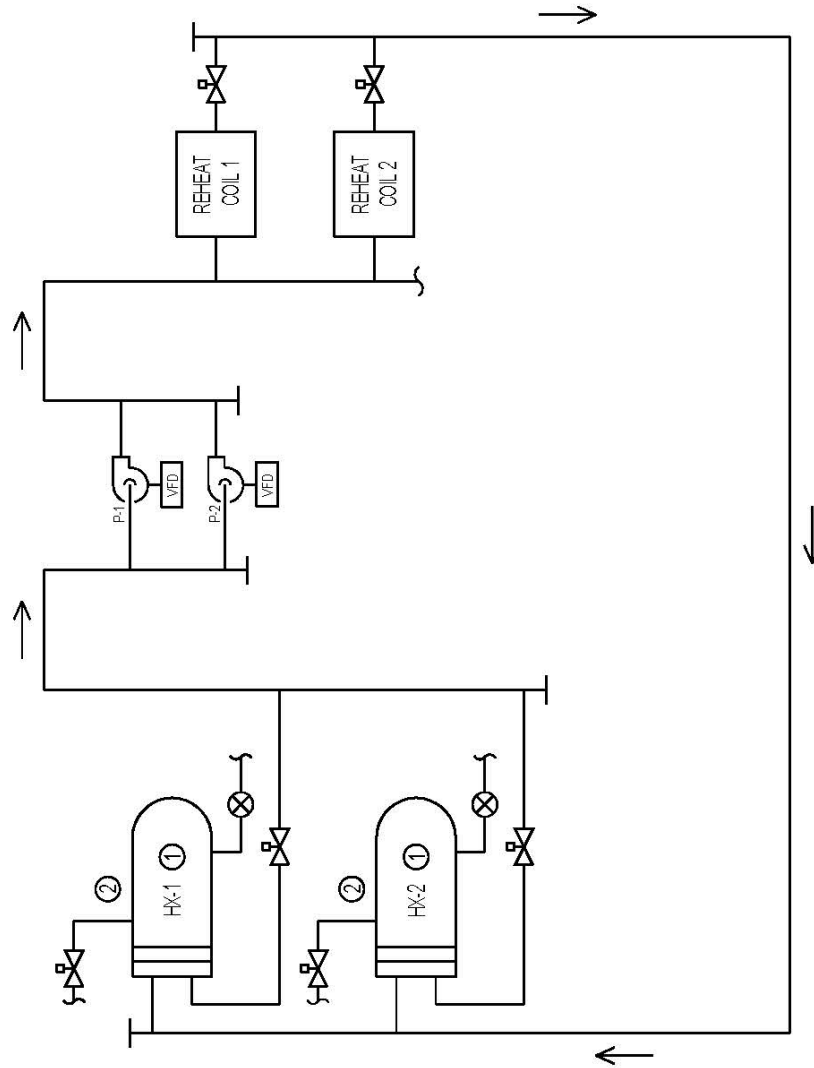 REHEAT
COIL 1
REHEAT
COIL 2
P-1
VFD
P-2
VFD
2
1
HX-1
2
1
HX-2